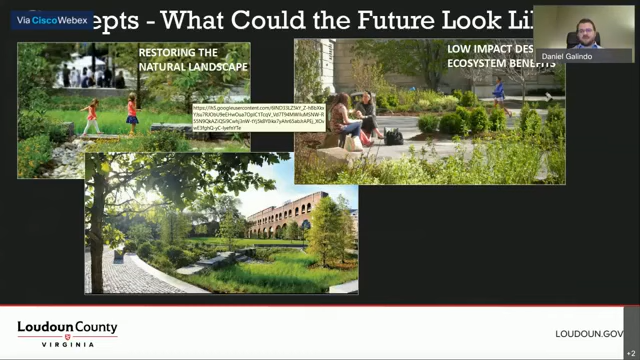 Via Cisco Webex
epts - What Could the Future Look Li
RESTORING THE
NATURAL LANDSCAPE
LOW IMPACT DES
ECOSYSTEM BENEFITS
Daniel Galindo
Loudoun County
VIRGINIA
LOUDOUN.GOV
+2